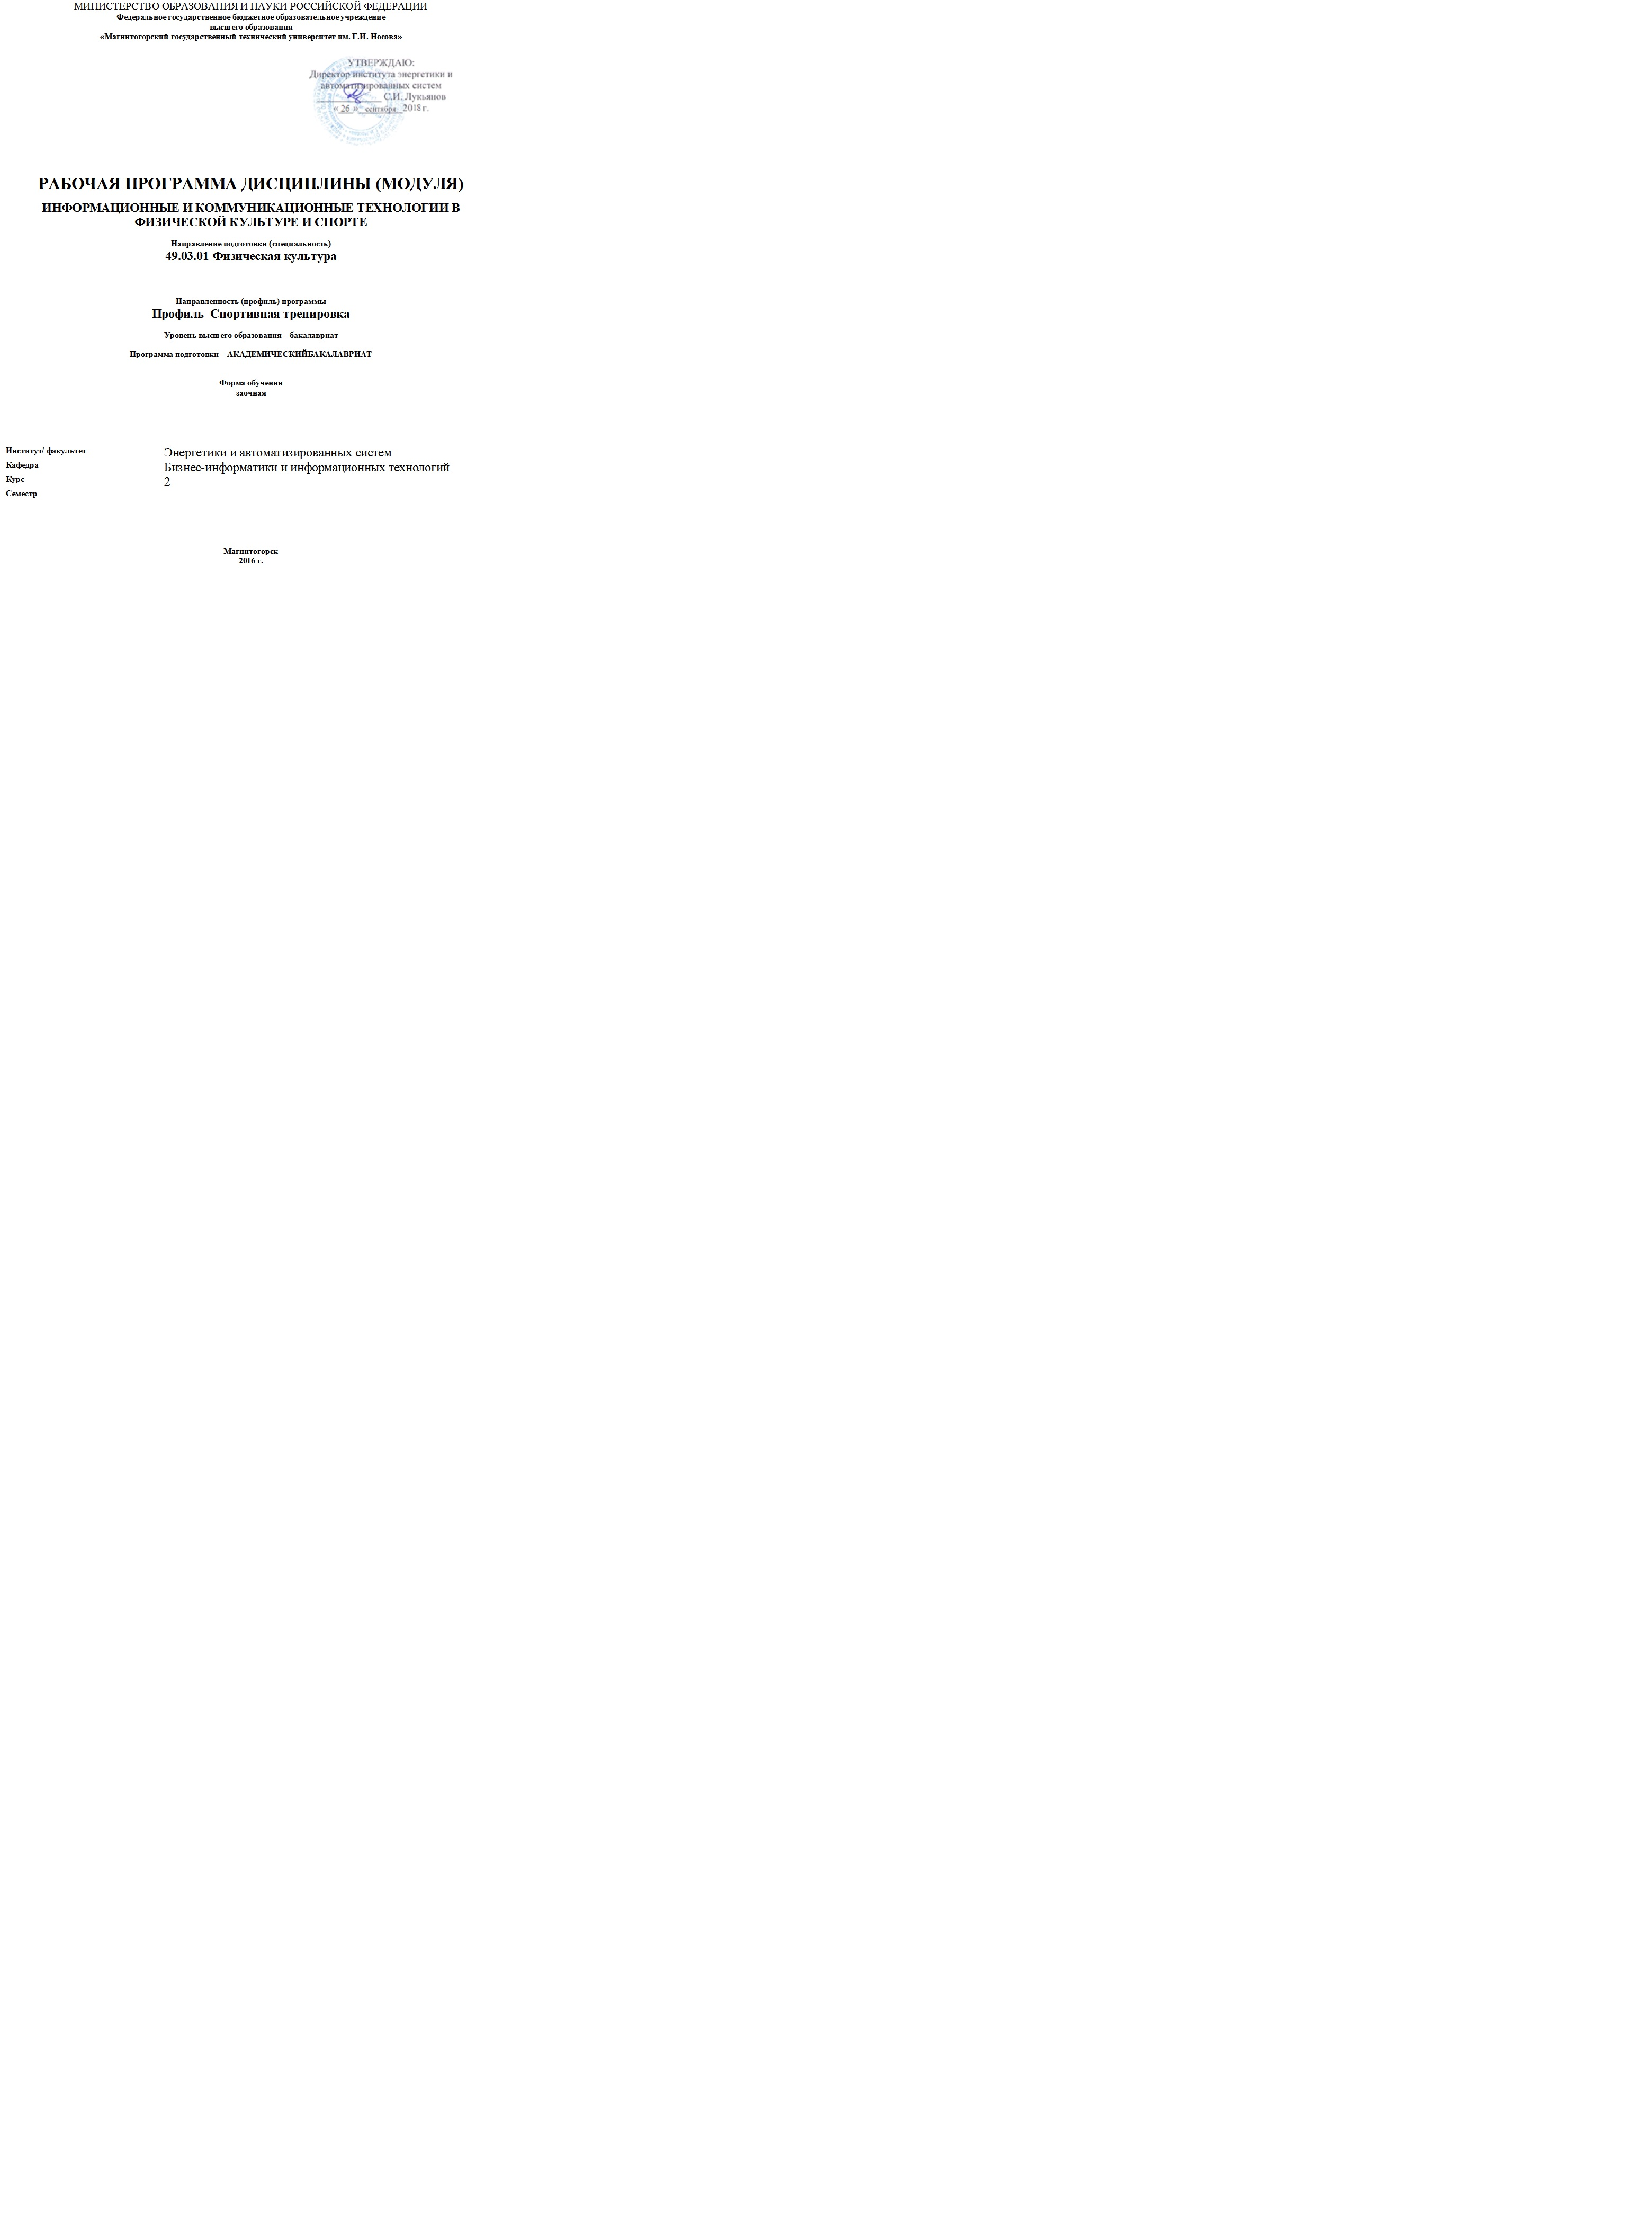 МИНИСТЕРСТВО ОБРАЗОВАНИЯ И НАУКИ РОССИЙСКОЙ ФЕДЕРАЦИИ
Федеральное государственное бюджетное образовательное учреждение
высшего образования
«Магнитогорский государственный технический университет им. Г.И. Носова»
УТВЕРЖДАЮ:
Директор института энергетики и
автоматизированных систем
С.И. Лукьянов
« 26 » сентября 2018 г.
РАБОЧАЯ ПРОГРАММА ДИСЦИПЛИНЫ (МОДУЛЯ)
ИНФОРМАЦИОННЫЕ И КОММУНИКАЦИОННЫЕ ТЕХНОЛОГИИ В
ФИЗИЧЕСКОЙ КУЛЬТУРЕ И СПОРТЕ
Направление подготовки (специальность)
49.03.01 Физическая культура
Направленность (профиль) программы
Профиль Спортивная тренировка
Уровень высшего образования – бакалавриат
Программа подготовки – АКАДЕМИЧЕСКИЙБАКАЛАВРИАТ
Форма обучения
заочная
Институт/ факультет Энергетики и автоматизированных систем
Кафедра Бизнес-информатики и информационных технологий
Курс 2
Семестр
Магнитогорск
2016 г.